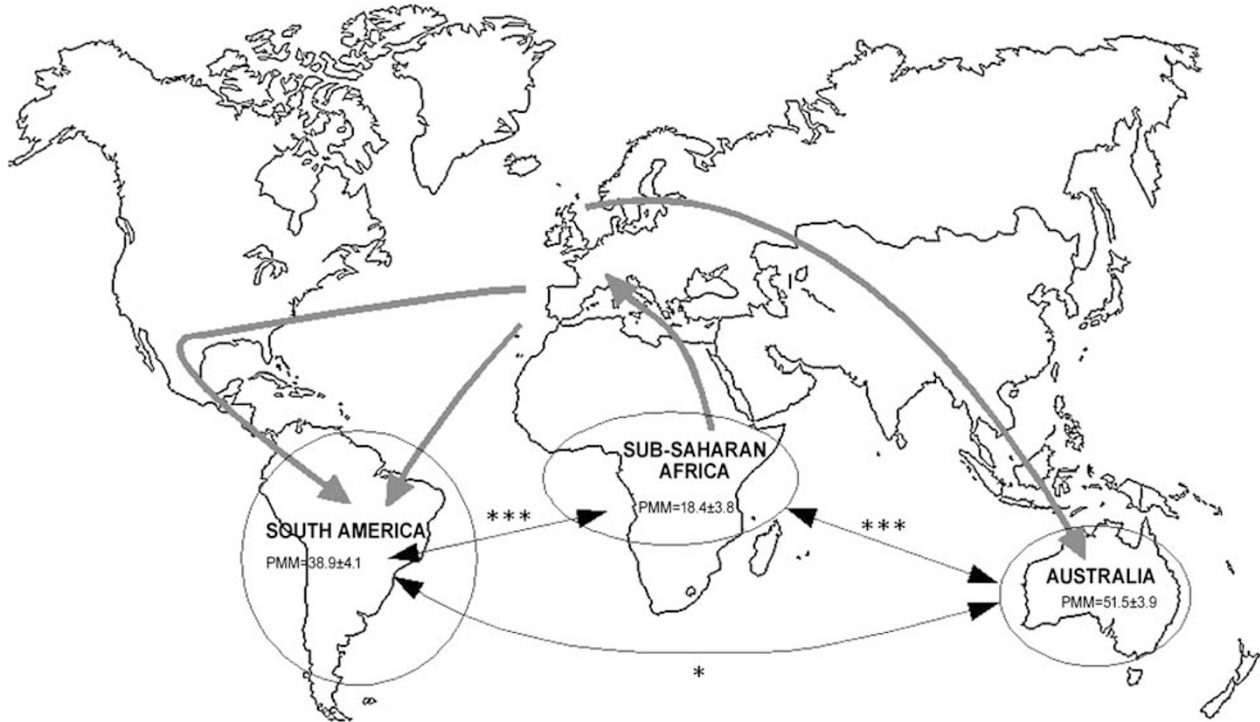 SUB-SAHARAN
AFRICA
PMM=18.4±3.8
***
***
SOUTH AMERICA
PMM=38.9±4.1
AUSTRALIA
PMM=51.5±3.9
*